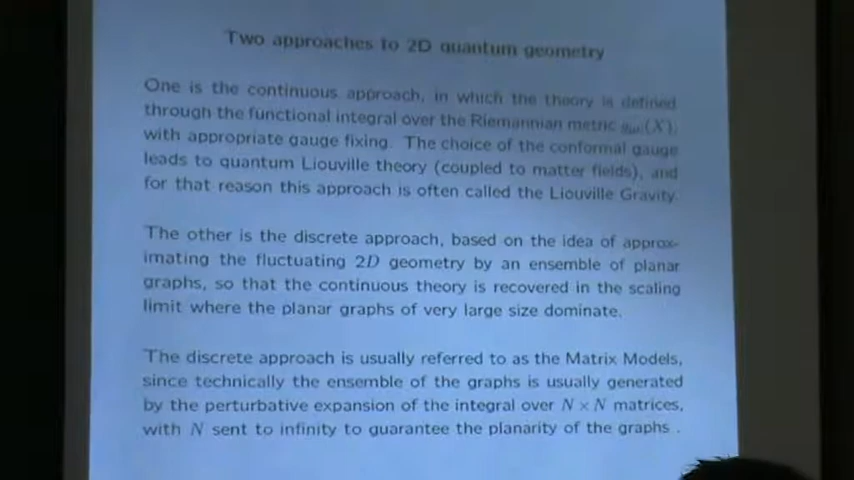 Two approaches to 2D quantum geometry
One is the continuous approach, in which the theory is defined
through the functional integral over the Riemannian metric g_{μν}(X),
with appropriate gauge fixing. The choice of the conformal gauge
leads to quantum Liouville theory (coupled to matter fields), and
for that reason this approach is often called the Liouville Gravity.
The other is the discrete approach, based on the idea of approx-
imating the fluctuating 2D geometry by an ensemble of planar
graphs, so that the continuous theory is recovered in the scaling
limit where the planar graphs of very large size dominate.
The discrete approach is usually referred to as the Matrix Models,
since technically the ensemble of the graphs is usually generated
by the perturbative expansion of the integral over N × N matrices,
with N sent to infinity to guarantee the planarity of the graphs .